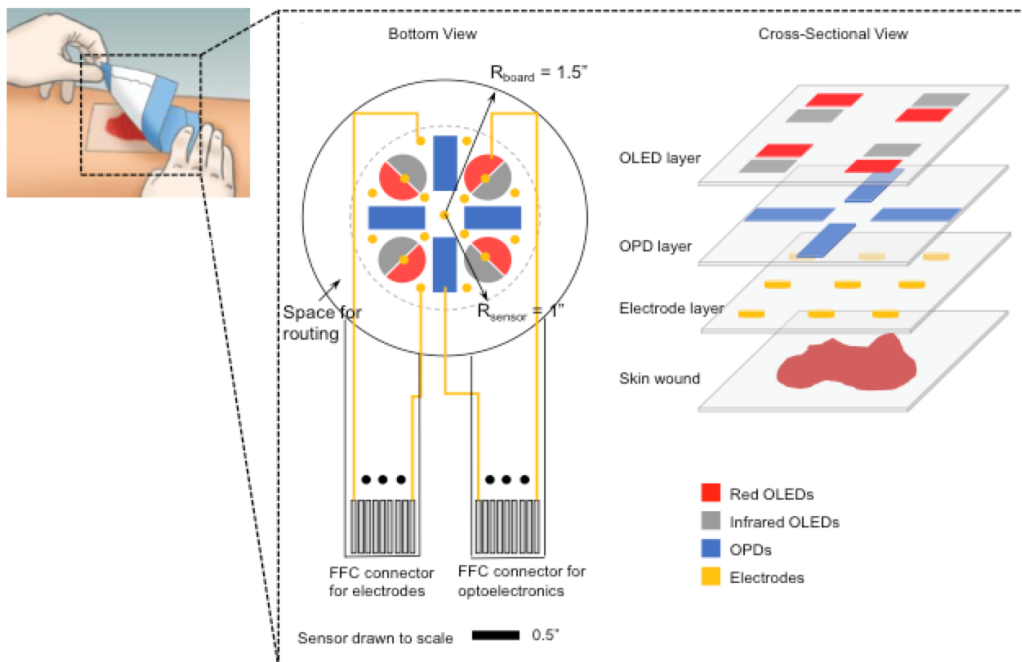 Bottom View
Cross-Sectional View
R_board = 1.5”
OLED layer
OPD layer
Space for
routing
R_sensor = 1”
Electrode layer
Skin wound
Red OLEDs
Infrared OLEDs
OPDs
Electrodes
FFC connector
for electrodes
FFC connector for
optoelectronics
Sensor drawn to scale
0.5”